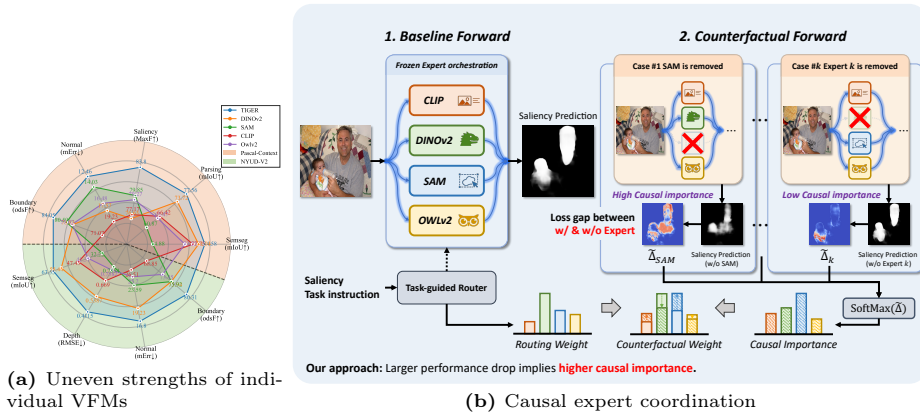 TIGER
DINOv2
SAM
CLIP
Owlv2
Pascal-Context
NYUD-V2
Saliency
(MaxF↑)
Parsing
(mIoU↑)
Semseg
(mIoU↑)
Boundary
(odsF↑)
Normal
(mErr↓)
Depth
(RMSE↓)
Semseg
(mIoU↑)
Boundary
(odsF↑)
Normal
(mErr↓)
(a) Uneven strengths of indi-
vidual VFMs
1. Baseline Forward
Frozen Expert orchestration
CLIP
DINOv2
SAM
OWLv2
Saliency Prediction
Saliency
Task instruction
Task-guided Router
Routing Weight
2. Counterfactual Forward
Case #1 SAM is removed
...
Case #k Expert k is removed
...
High Causal importance
Low Causal importance
Loss gap between
w/ & w/o Expert
Δ̃SAM
Saliency Prediction
(w/o SAM)
Δ̃k
Saliency Prediction
(w/o Expert k)
SoftMax(Δ̃)
Counterfactual Weight
Causal Importance
Our approach: Larger performance drop implies higher causal importance.
(b) Causal expert coordination